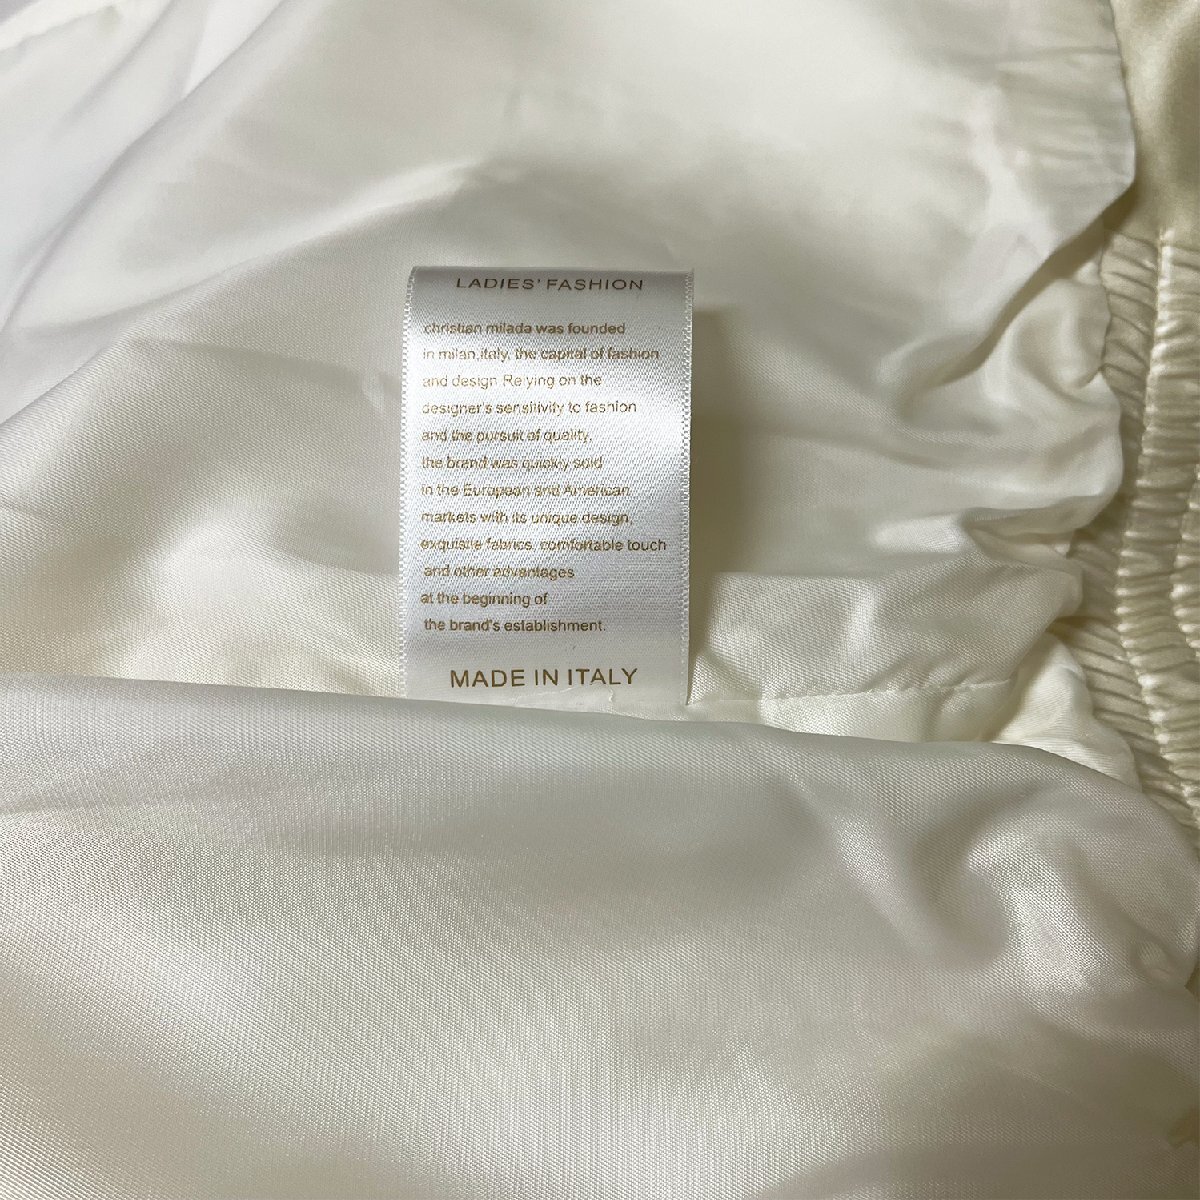 LADIES' FASHION
christian milada was founded
in milan,italy, the capital of fashion
and design Relying on the
designer's sensitivity to fashion
and the pursuit of quality,
the brand was quickly sold
in the European and American
markets with its unique design,
exquisite fabrics, comfortable touch
and other advantages
at the beginning of
the brand's establishment.
MADE IN ITALY